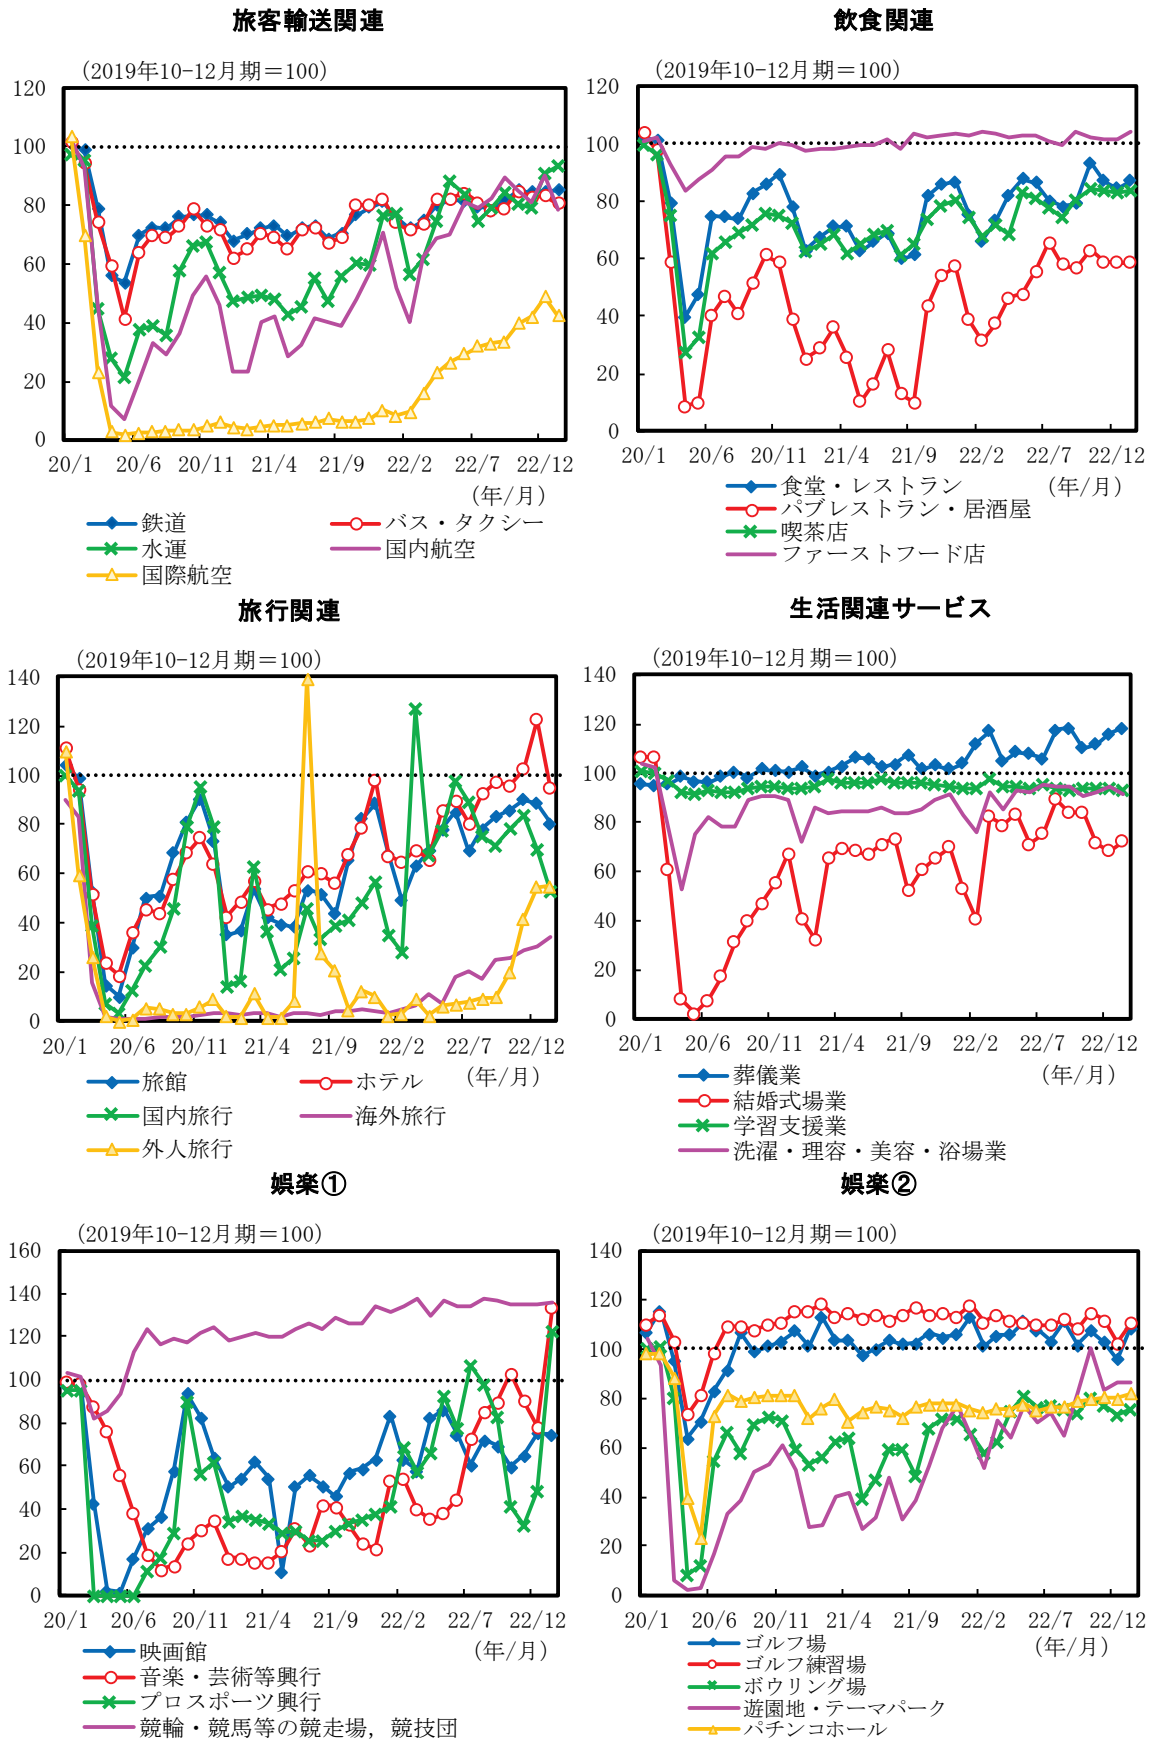 旅客輸送関連
(2019年10-12月期＝100)
120
100
80
60
40
20
0
20/1 20/6 20/11 21/4 21/9 22/2 22/7 22/12
(年/月)
鉄道 バス・タクシー
水運 国内航空
国際航空
飲食関連
(2019年10-12月期＝100)
120
100
80
60
40
20
0
20/1 20/6 20/11 21/4 21/9 22/2 22/7 22/12
(年/月)
食堂・レストラン
パブレストラン・居酒屋
喫茶店
ファーストフード店
旅行関連
(2019年10-12月期＝100)
140
120
100
80
60
40
20
0
20/1 20/6 20/11 21/4 21/9 22/2 22/7 22/12
(年/月)
旅館 ホテル
国内旅行 海外旅行
外人旅行
生活関連サービス
(2019年10-12月期＝100)
140
120
100
80
60
40
20
0
20/1 20/6 20/11 21/4 21/9 22/2 22/7 22/12
(年/月)
葬儀業
結婚式場業
学習支援業
洗濯・理容・美容・浴場業
娯楽①
(2019年10-12月期＝100)
160
140
120
100
80
60
40
20
0
20/1 20/6 20/11 21/4 21/9 22/2 22/7 22/12
(年/月)
映画館
音楽・芸術等興行
プロスポーツ興行
競輪・競馬等の競走場，競技団
娯楽②
(2019年10-12月期＝100)
140
120
100
80
60
40
20
0
20/1 20/6 20/11 21/4 21/9 22/2 22/7 22/12
(年/月)
ゴルフ場
ゴルフ練習場
ボウリング場
遊園地・テーマパーク
パチンコホール